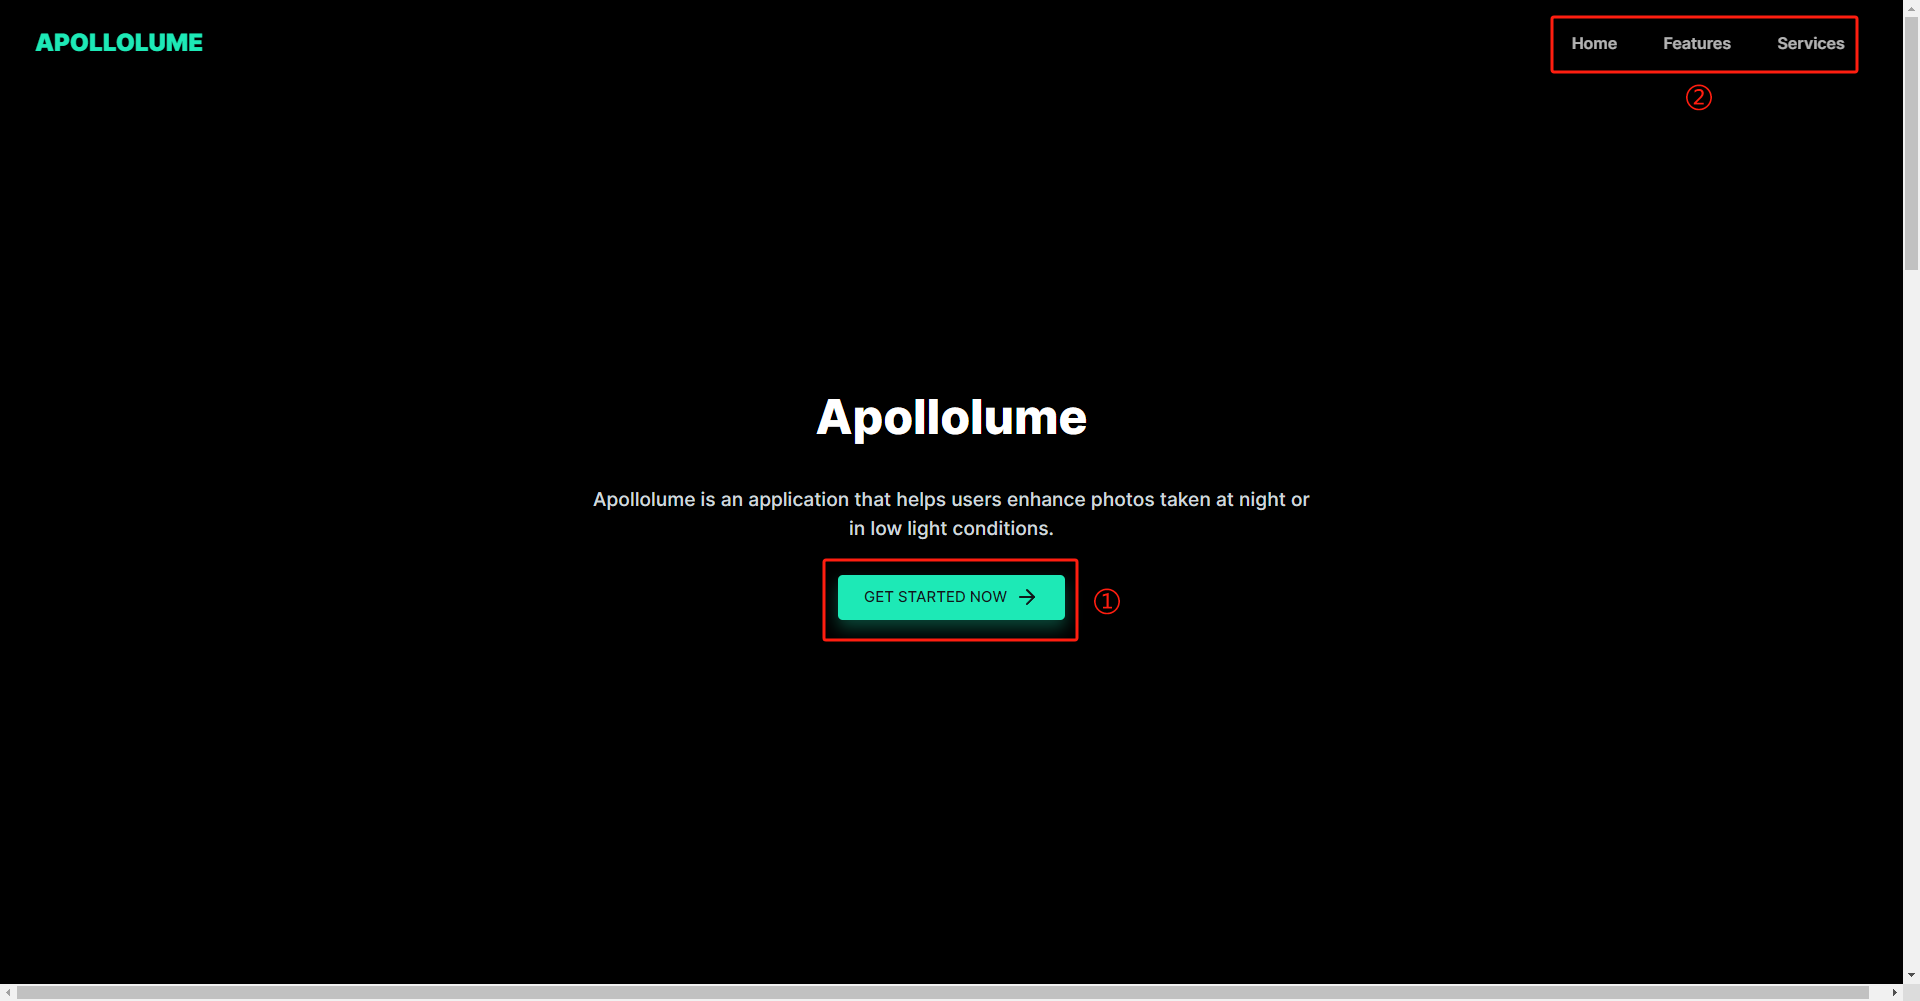 APOLLOLUME
Home Features Services
②
Apollolume
Apollolume is an application that helps users enhance photos taken at night or
in low light conditions.
GET STARTED NOW →
①